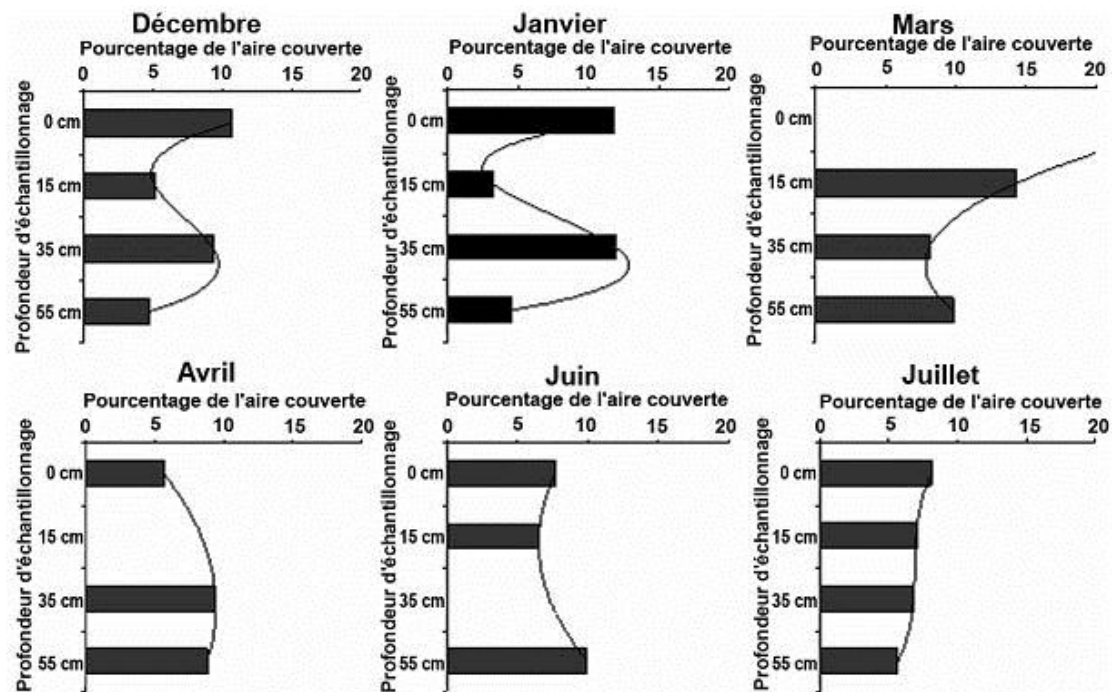 Décembre
Pourcentage de l'aire couverte
0 5 10 15 20
Profondeur d'échantillonnage
0 cm
15 cm
35 cm
55 cm
Janvier
Pourcentage de l'aire couverte
0 5 10 15 20
Profondeur d'échantillonnage
0 cm
15 cm
35 cm
55 cm
Mars
Pourcentage de l'aire couverte
0 5 10 15 20
Profondeur d'échantillonnage
0 cm
15 cm
35 cm
55 cm
Avril
Pourcentage de l'aire couverte
0 5 10 15 20
Profondeur d'échantillonnage
0 cm
15 cm
35 cm
55 cm
Juin
Pourcentage de l'aire couverte
0 5 10 15 20
Profondeur d'échantillonnage
0 cm
15 cm
35 cm
55 cm
Juillet
Pourcentage de l'aire couverte
0 5 10 15 20
Profondeur d'échantillonnage
0 cm
15 cm
35 cm
55 cm